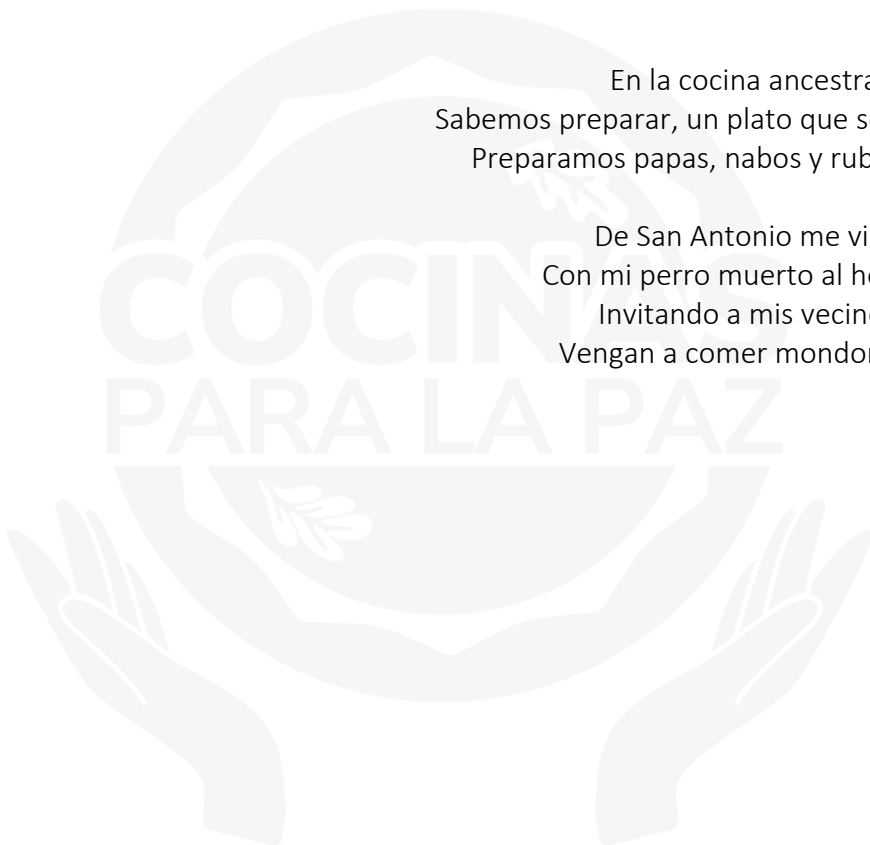 En la cocina ancestra
Sabemos preparar, un plato que s
Preparamos papas, nabos y rub
De San Antonio me vi
Con mi perro muerto al h
Invitando a mis vecin
Vengan a comer mondo
COCINAS
PARA LA PAZ